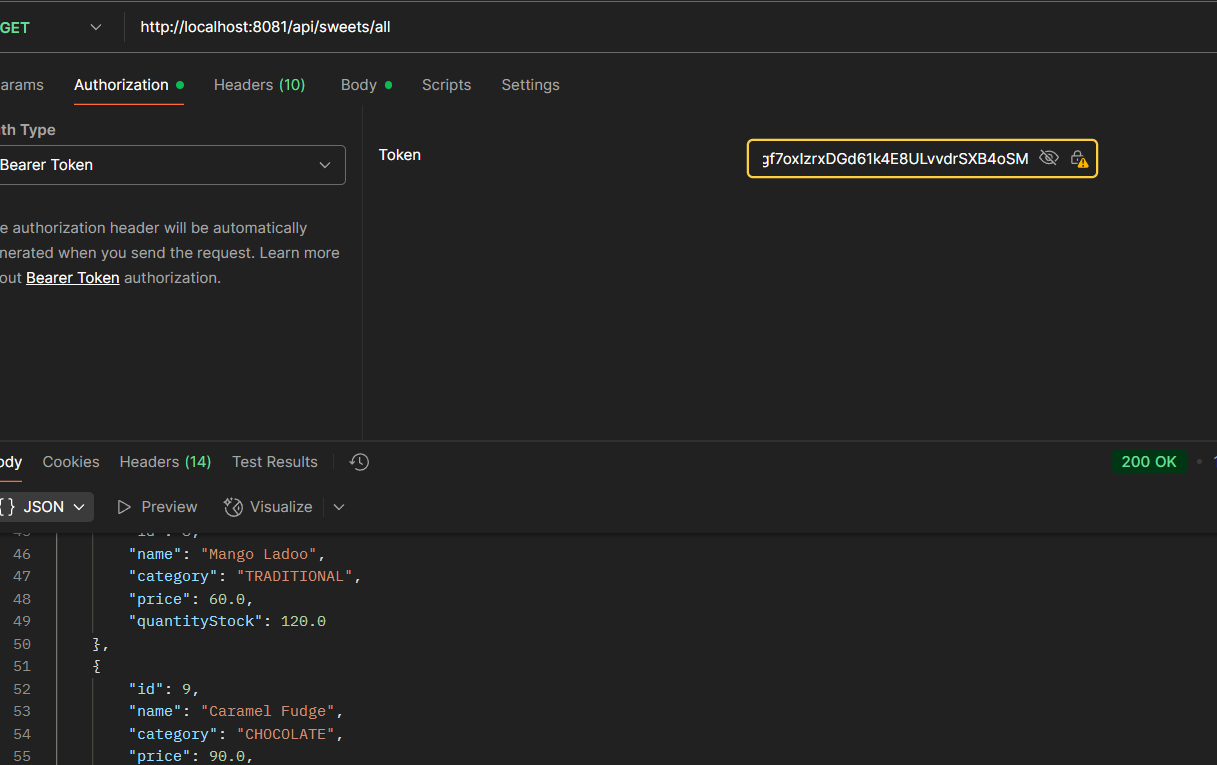 GET http://localhost:8081/api/sweets/all
arams Authorization Headers (10) Body Scripts Settings
th Type
Bearer Token
Token
gf7oxIzrxDGd61k4E8ULvvdrSXB4oSM
e authorization header will be automatically
nerated when you send the request. Learn more
out Bearer Token authorization.
ody Cookies Headers (14) Test Results 200 OK
{} JSON Preview Visualize
46 "name": "Mango Ladoo",
47 "category": "TRADITIONAL",
48 "price": 60.0,
49 "quantityStock": 120.0
50 },
51 {
52 "id": 9,
53 "name": "Caramel Fudge",
54 "category": "CHOCOLATE",
55 "price": 90.0,